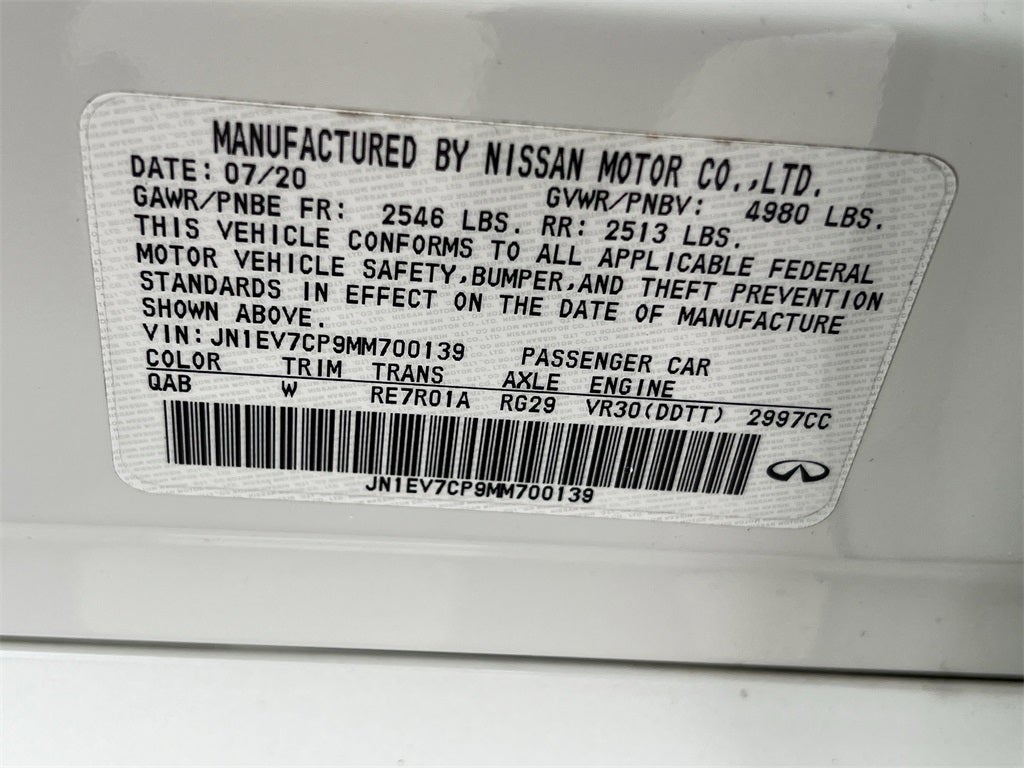 MANUFACTURED BY NISSAN MOTOR CO.,LTD.
DATE: 07/20 GVWR/PNBV: 4980 LBS.
GAWR/PNBE FR: 2546 LBS. RR: 2513 LBS.
THIS VEHICLE CONFORMS TO ALL APPLICABLE FEDERAL
MOTOR VEHICLE SAFETY,BUMPER,AND THEFT PREVENTION
STANDARDS IN EFFECT ON THE DATE OF MANUFACTURE
SHOWN ABOVE.
VIN: JN1EV7CP9MM700139 PASSENGER CAR
COLOR TRIM TRANS AXLE ENGINE
QAB W RE7R01A RG29 VR30(DDTT) 2997CC
JN1EV7CP9MM700139